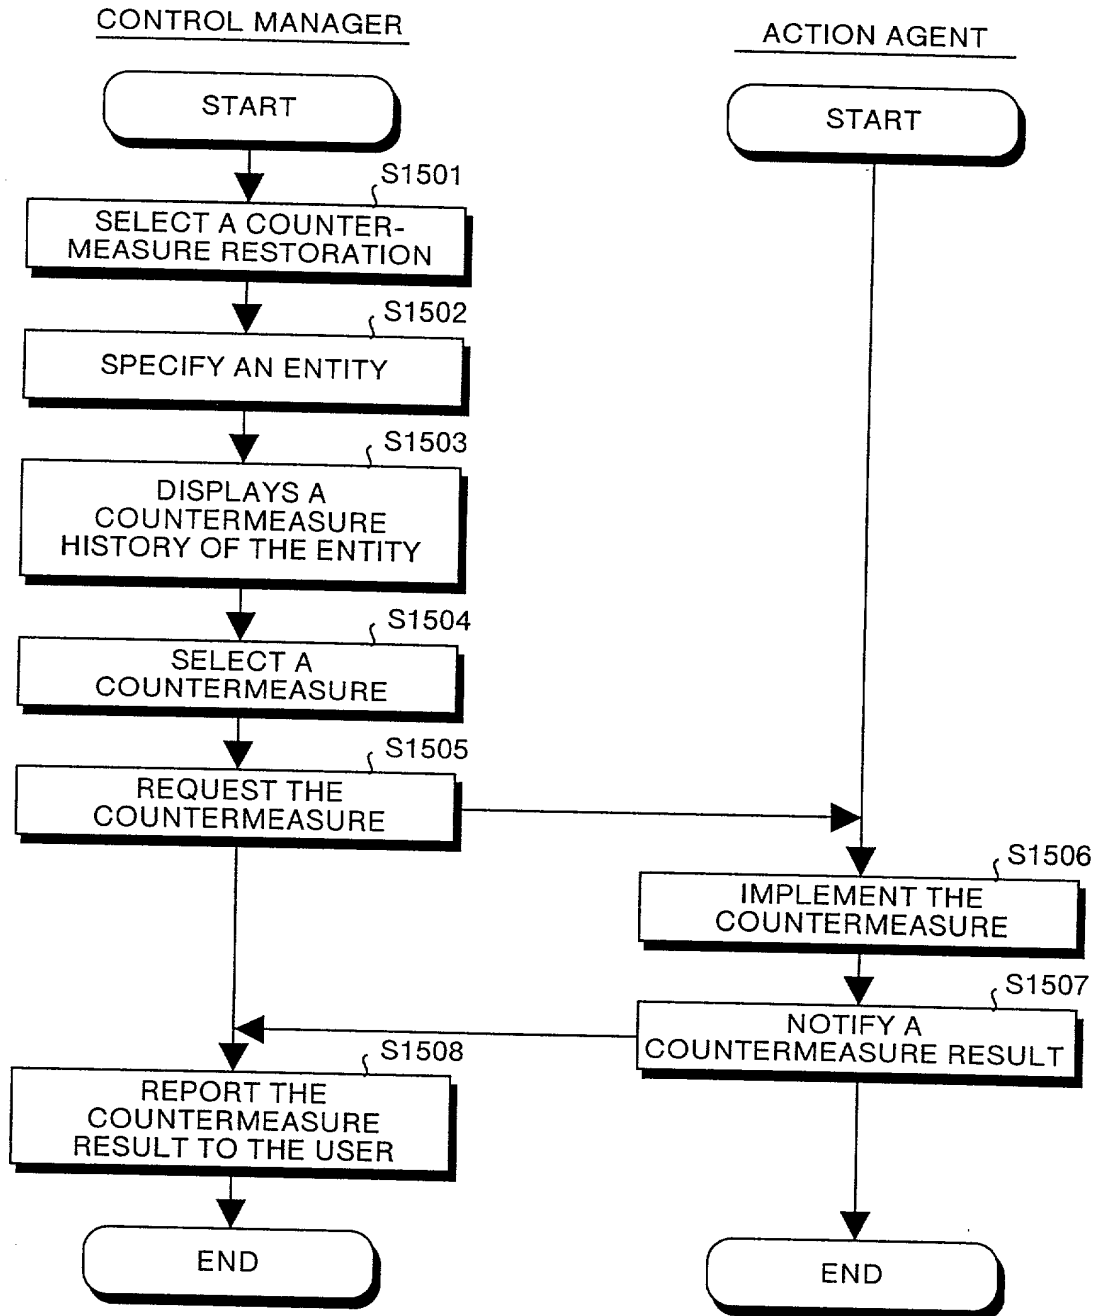 CONTROL MANAGER
ACTION AGENT
START
START
S1501
SELECT A COUNTER-
MEASURE RESTORATION
S1502
SPECIFY AN ENTITY
S1503
DISPLAYS A
COUNTERMEASURE
HISTORY OF THE ENTITY
S1504
SELECT A
COUNTERMEASURE
S1505
REQUEST THE
COUNTERMEASURE
S1506
IMPLEMENT THE
COUNTERMEASURE
S1507
NOTIFY A
COUNTERMEASURE RESULT
S1508
REPORT THE
COUNTERMEASURE
RESULT TO THE USER
END
END